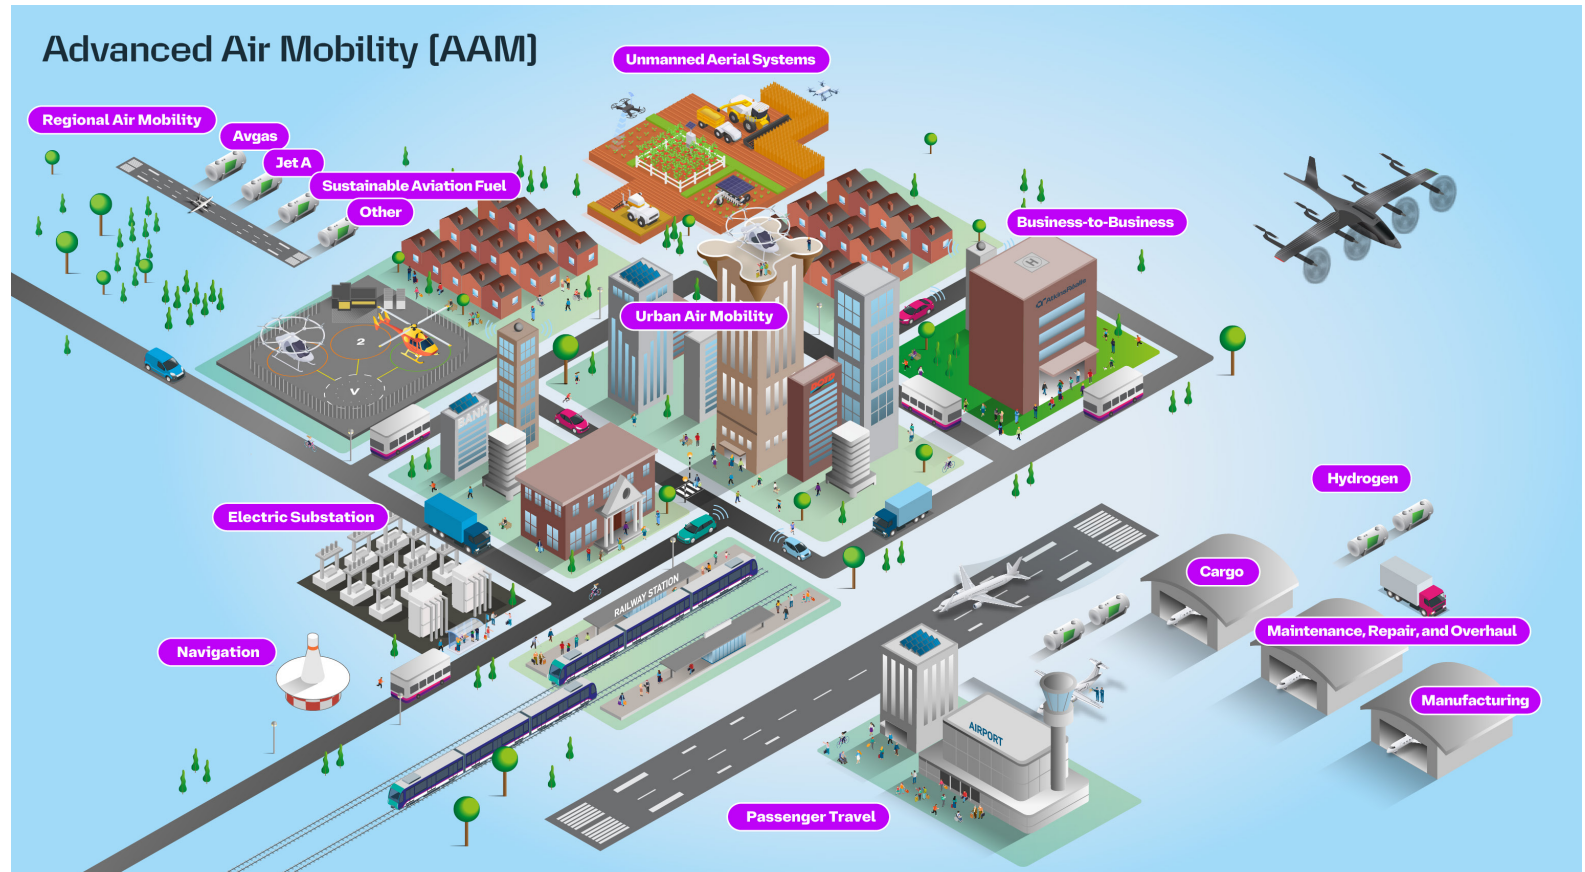 Advanced Air Mobility (AAM)
Unmanned Aerial Systems
Regional Air Mobility
Avgas
Jet A
Sustainable Aviation Fuel
Other
Business-to-Business
H
AtkinsRéalis
Urban Air Mobility
2
V
BANK
Electric Substation
Hydrogen
RAILWAY STATION
Cargo
Maintenance, Repair, and Overhaul
Navigation
Manufacturing
AIRPORT
Passenger Travel